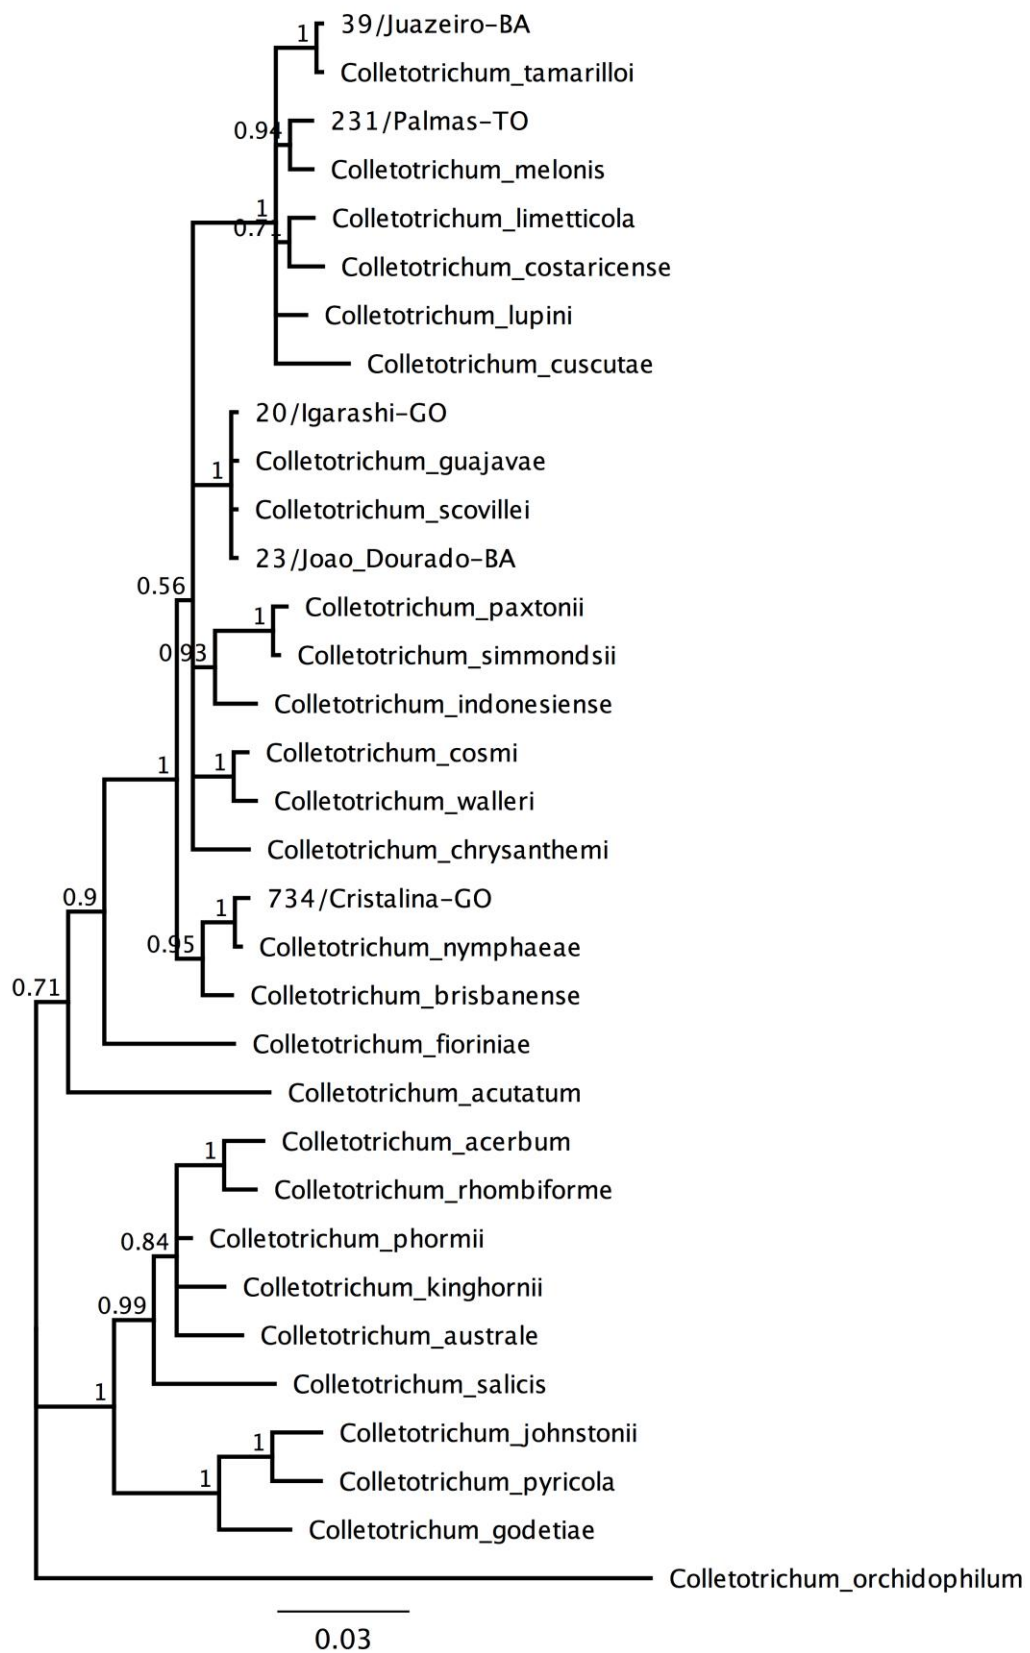 1
39/Juazeiro-BA
Colletotrichum_tamarilloi
0.94
231/Palmas-TO
Colletotrichum_melonis
1
0.71
Colletotrichum_limetticola
Colletotrichum_costaricense
Colletotrichum_lupini
Colletotrichum_cuscutae
20/Igarashi-GO
Colletotrichum_guajavae
1
Colletotrichum_scovillei
23/Joao_Dourado-BA
0.56
Colletotrichum_paxtonii
1
0.93
Colletotrichum_simmondsii
Colletotrichum_indonesiense
Colletotrichum_cosmi
1
1
Colletotrichum_walleri
Colletotrichum_chrysanthemi
0.9
734/Cristalina-GO
1
0.95
Colletotrichum_nymphaeae
0.71
Colletotrichum_brisbanense
Colletotrichum_fioriniae
Colletotrichum_acutatum
Colletotrichum_acerbum
1
Colletotrichum_rhombiforme
0.84
Colletotrichum_phormii
Colletotrichum_kinghornii
0.99
Colletotrichum_australe
1
Colletotrichum_salicis
Colletotrichum_johnstonii
1
1
Colletotrichum_pyricola
Colletotrichum_godetiae
Colletotrichum_orchidophilum
0.03